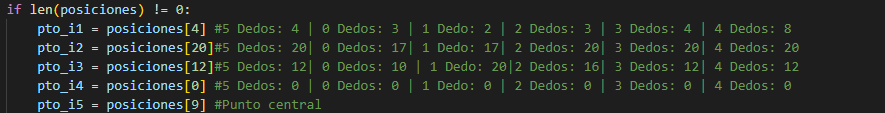 if len(posiciones) != 0:
    pto_i1 = posiciones[4] #5 Dedos: 4 | 0 Dedos: 3 | 1 Dedo: 2 | 2 Dedos: 3 | 3 Dedos: 4 | 4 Dedos: 8
    pto_i2 = posiciones[20]#5 Dedos: 20| 0 Dedos: 17| 1 Dedo: 17| 2 Dedos: 20| 3 Dedos: 20| 4 Dedos: 20
    pto_i3 = posiciones[12]#5 Dedos: 12| 0 Dedos: 10 | 1 Dedo: 20|2 Dedos: 16| 3 Dedos: 12| 4 Dedos: 12
    pto_i4 = posiciones[0] #5 Dedos: 0 | 0 Dedos: 0 | 1 Dedo: 0 | 2 Dedos: 0 | 3 Dedos: 0 | 4 Dedos: 0
    pto_i5 = posiciones[9] #Punto central